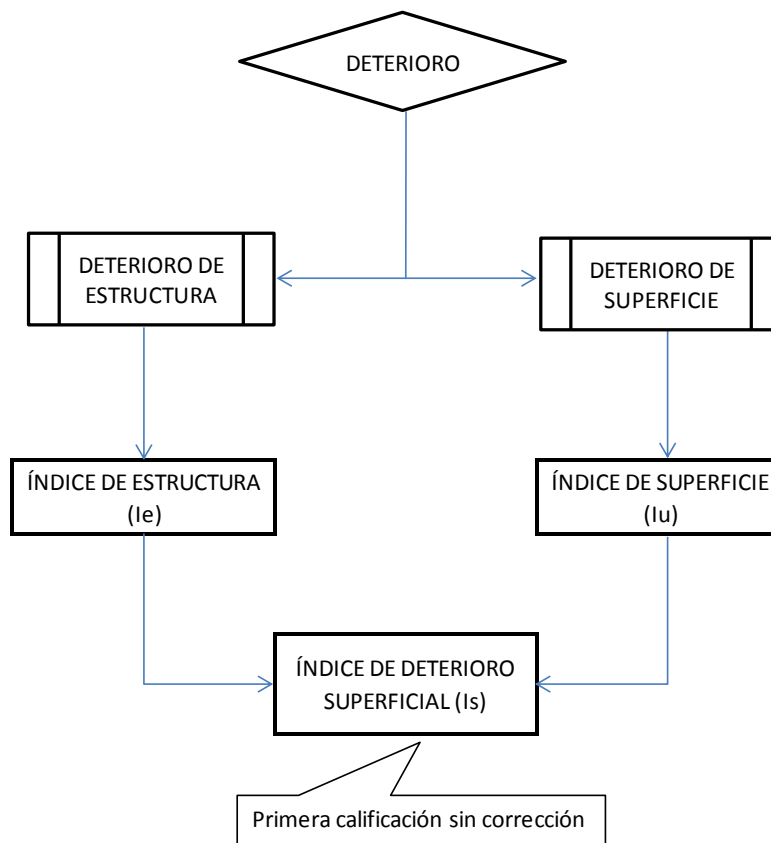 DETERIORO
DETERIORO DE
ESTRUCTURA
DETERIORO DE
SUPERFICIE
ÍNDICE DE ESTRUCTURA
(Ie)
ÍNDICE DE SUPERFICIE
(Iu)
ÍNDICE DE DETERIORO
SUPERFICIAL (Is)
Primera calificación sin corrección